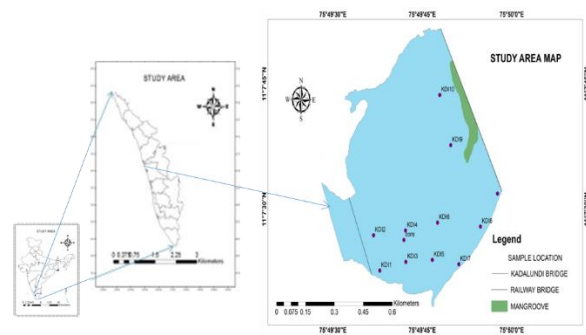 STUDY AREA
N
W E
S
STUDY AREA
N
W E
S
0 0.375 0.75 1.5 2.25 3
Kilometers
75°49'30"E 75°49'45"E 75°50'0"E
STUDY AREA MAP
N
W E
S
11°7'45"N
11°7'30"N
KDI10
KDI9
KDI8
KDI6
KDI4
core
KDI2
KDI3
KDI5
KDI7
KDI1
Legend
SAMPLE LOCATION
KADALUNDI BRIDGE
RAILWAY BRIDGE
MANGROOVE
Kilometers
0 0.075 0.15 0.3 0.45 0.6
75°49'30"E 75°49'45"E 75°50'0"E